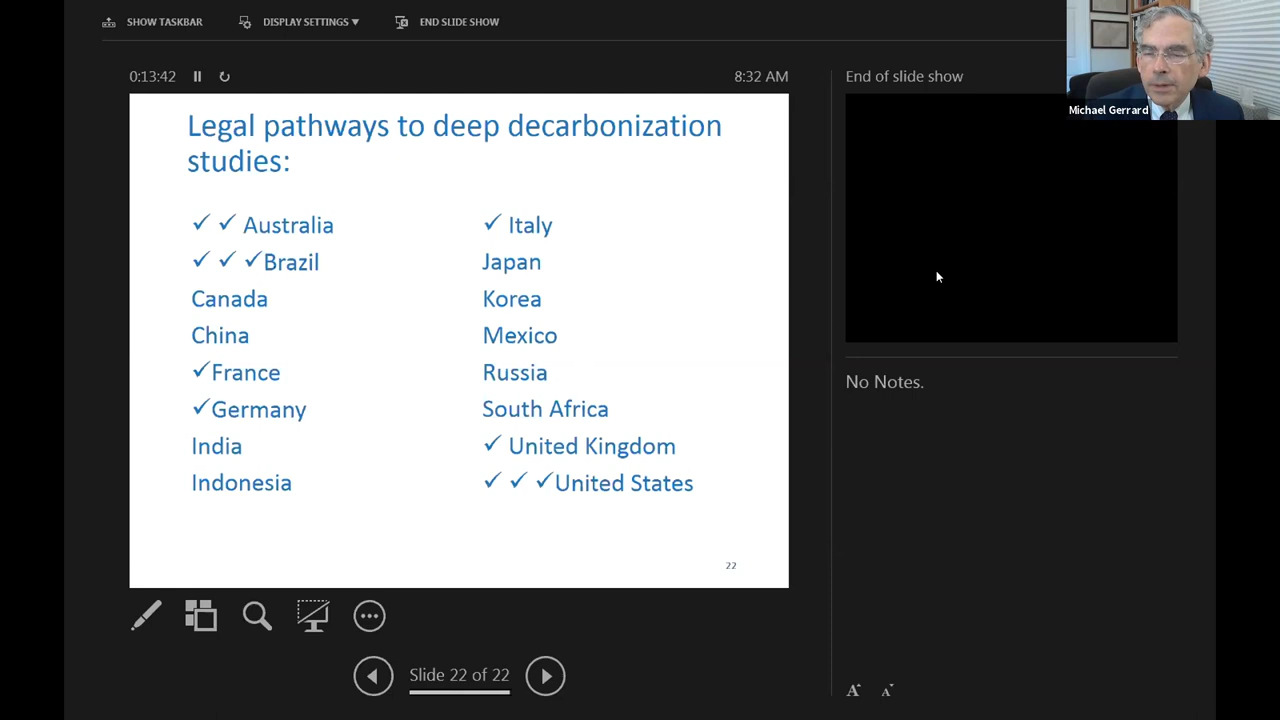 SHOW TASKBAR
DISPLAY SETTINGS ▼
END SLIDE SHOW
0:13:42
8:32 AM
End of slide show
Michael Gerrard
Legal pathways to deep decarbonization
studies:
✓ ✓ Australia
✓ ✓ ✓Brazil
Canada
China
✓France
✓Germany
India
Indonesia
✓ Italy
Japan
Korea
Mexico
Russia
South Africa
✓ United Kingdom
✓ ✓ ✓United States
22
No Notes.
Slide 22 of 22
A A